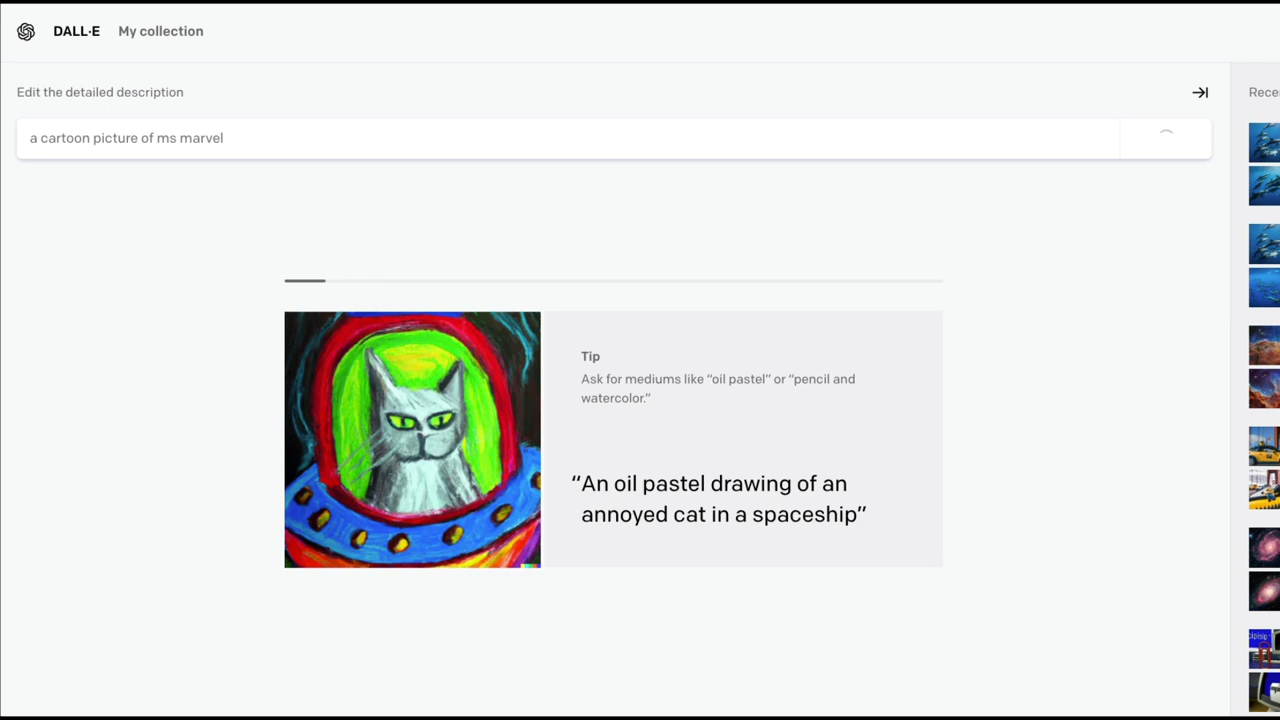 DALL·E My collection
Edit the detailed description
Rece
a cartoon picture of ms marvel
Tip
Ask for mediums like “oil pastel” or “pencil and
watercolor.”
“An oil pastel drawing of an
annoyed cat in a spaceship”